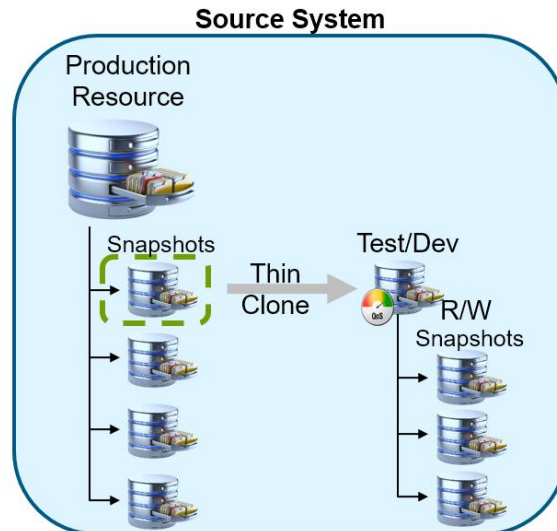 Source System
Production
Resource
Snapshots
Thin
Clone
Test/Dev
QoS
R/W
Snapshots